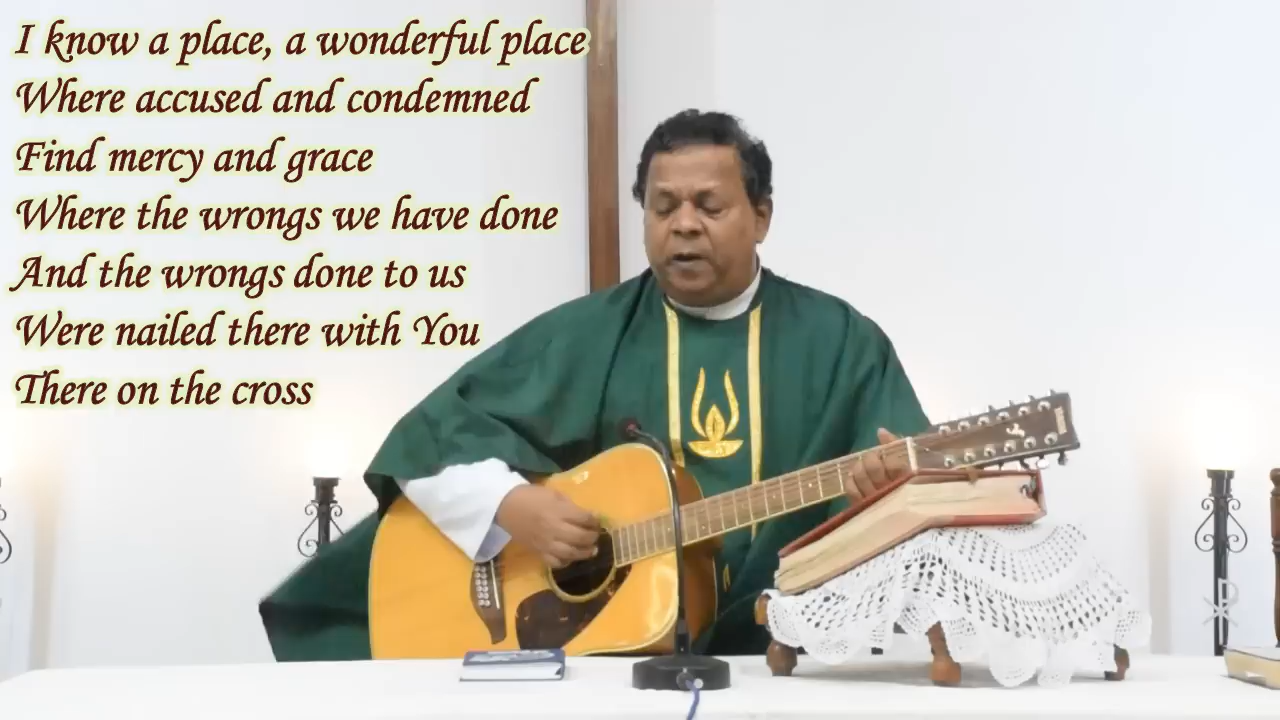 I know a place, a wonderful place
Where accused and condemned
Find mercy and grace
Where the wrongs we have done
And the wrongs done to us
Were nailed there with You
There on the cross